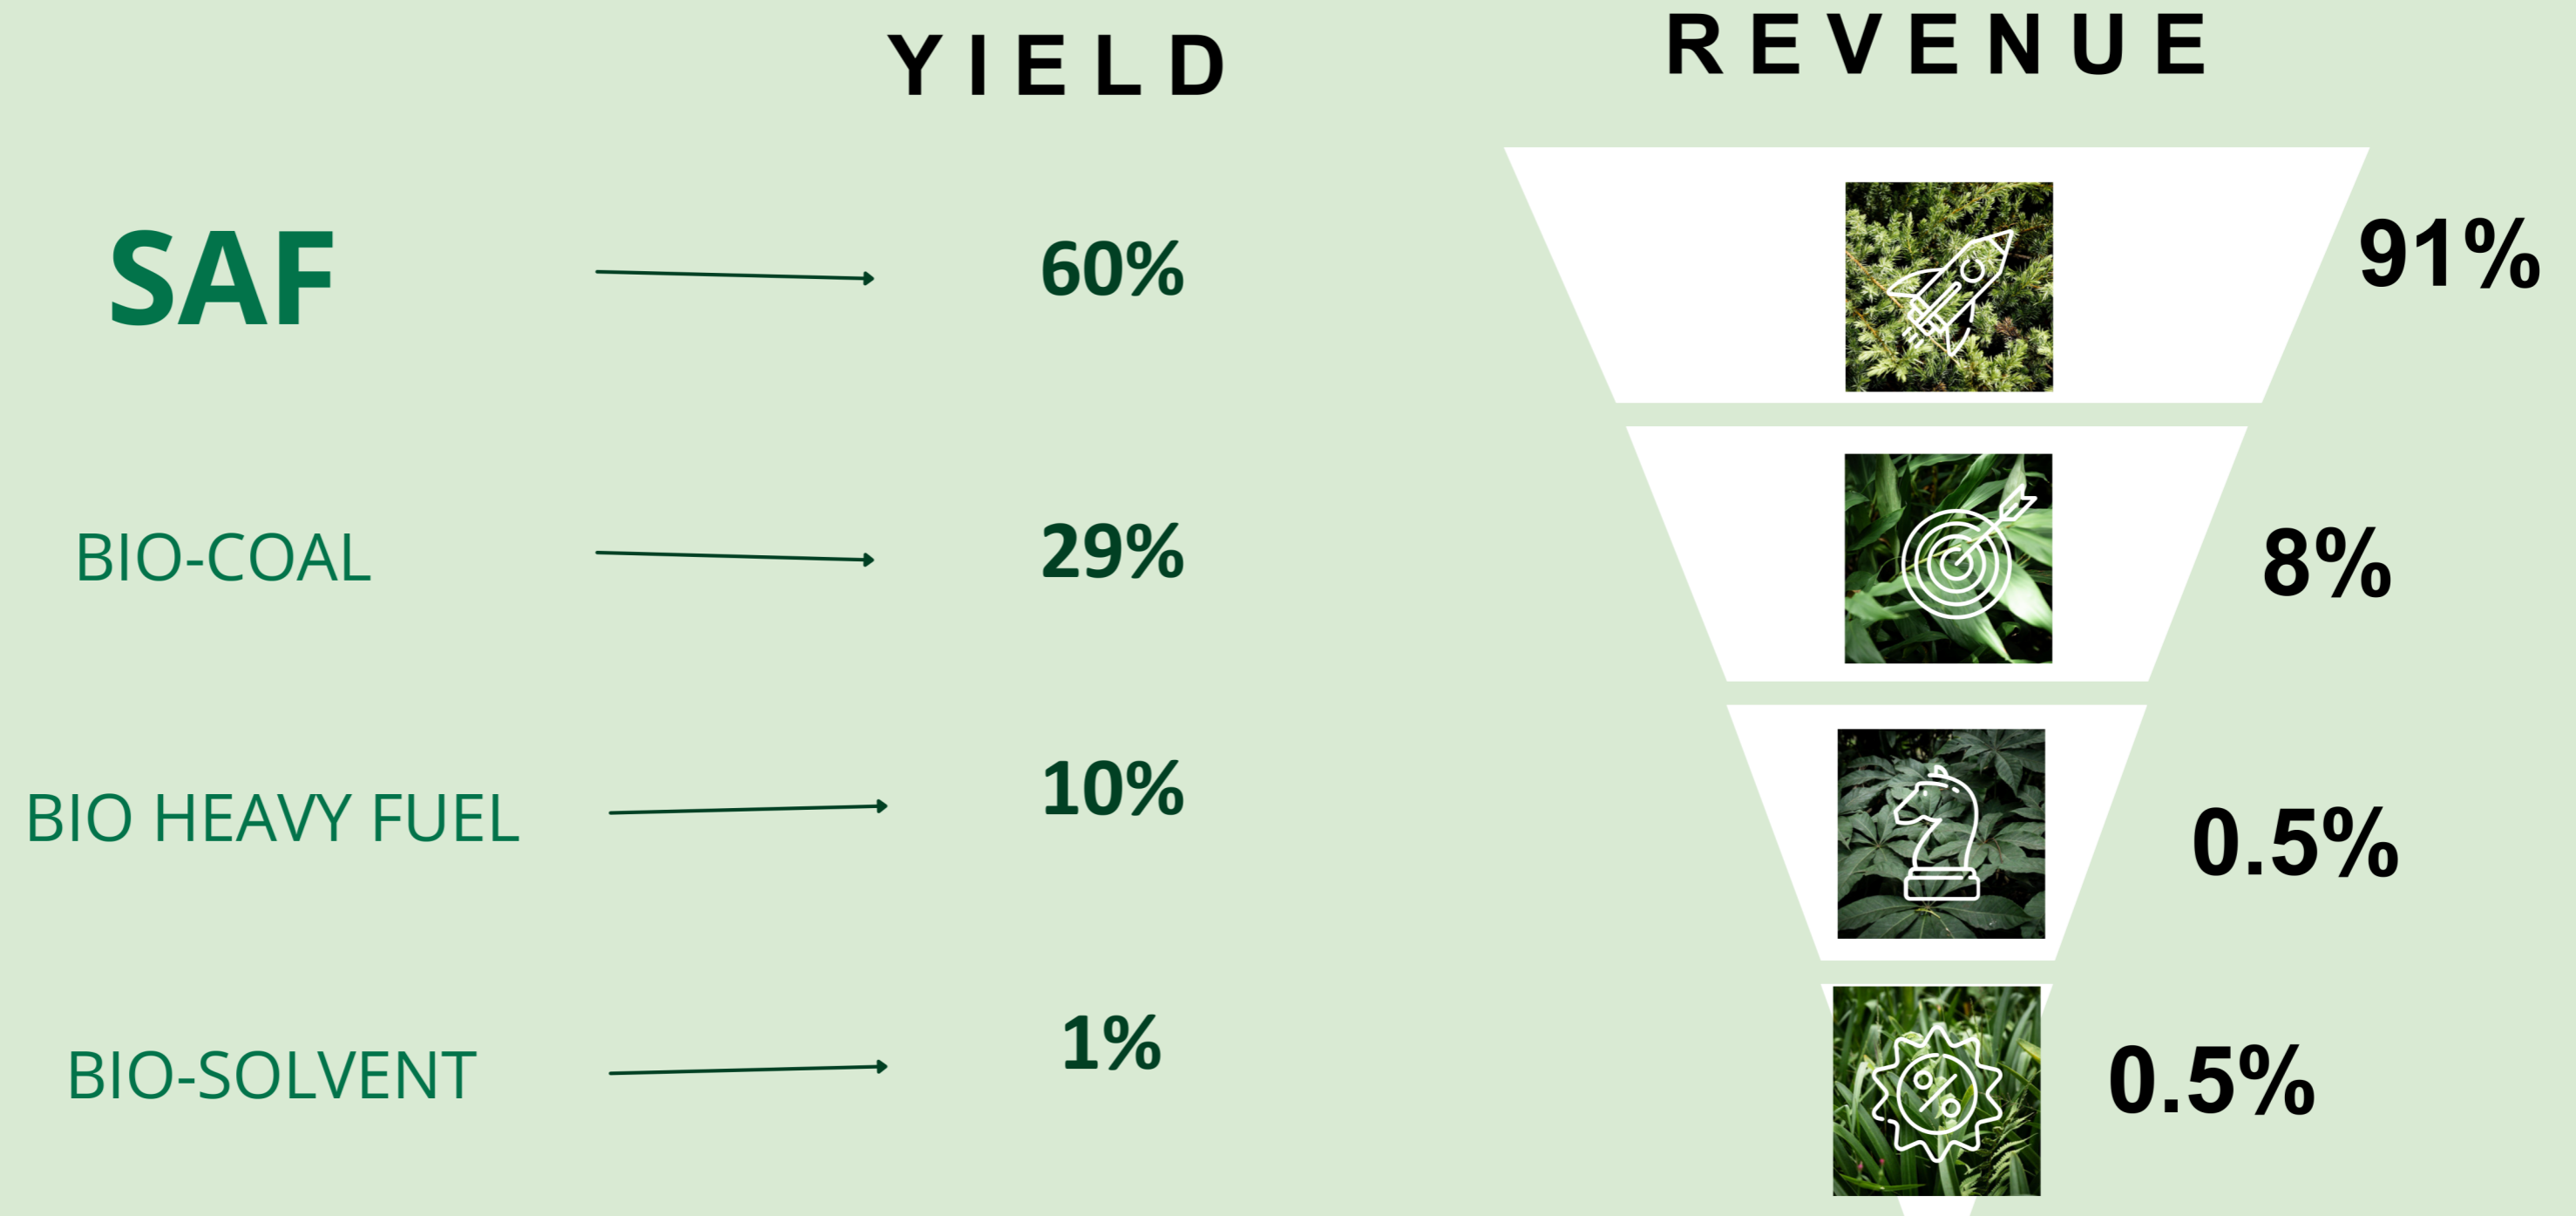 YIELD
REVENUE
SAF
60%
91%
BIO-COAL
29%
8%
BIO HEAVY FUEL
10%
0.5%
BIO-SOLVENT
1%
0.5%